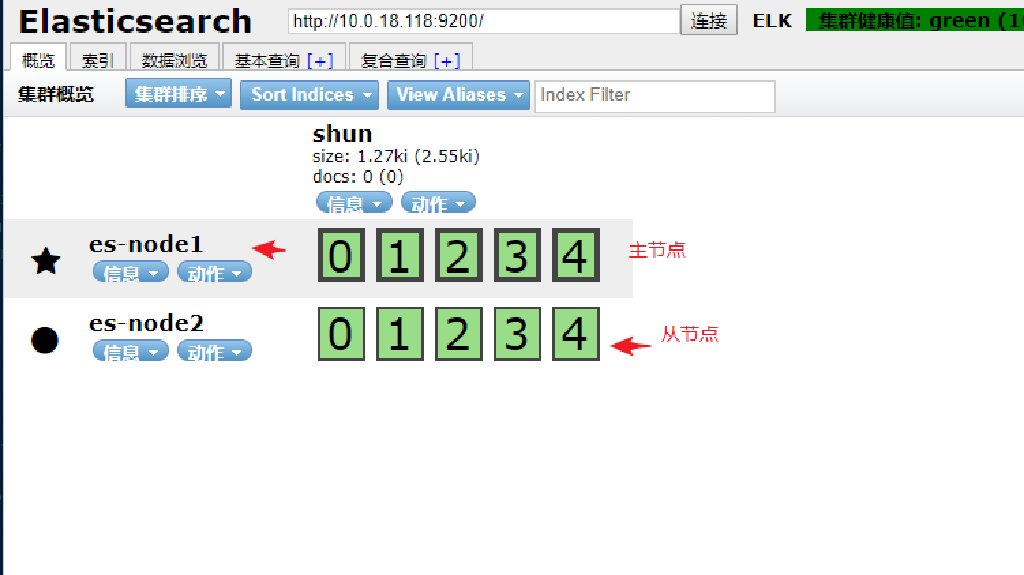 Elasticsearch http://10.0.18.118:9200/ 连接 ELK 集群健康值: green
概览 索引 数据浏览 基本查询 [+] 复合查询 [+]
集群概览 集群排序 Sort Indices View Aliases Index Filter
shun
size: 1.27ki (2.55ki)
docs: 0 (0)
信息 动作
es-node1 0 1 2 3 4 主节点
信息 动作
es-node2 0 1 2 3 4 从节点
信息 动作